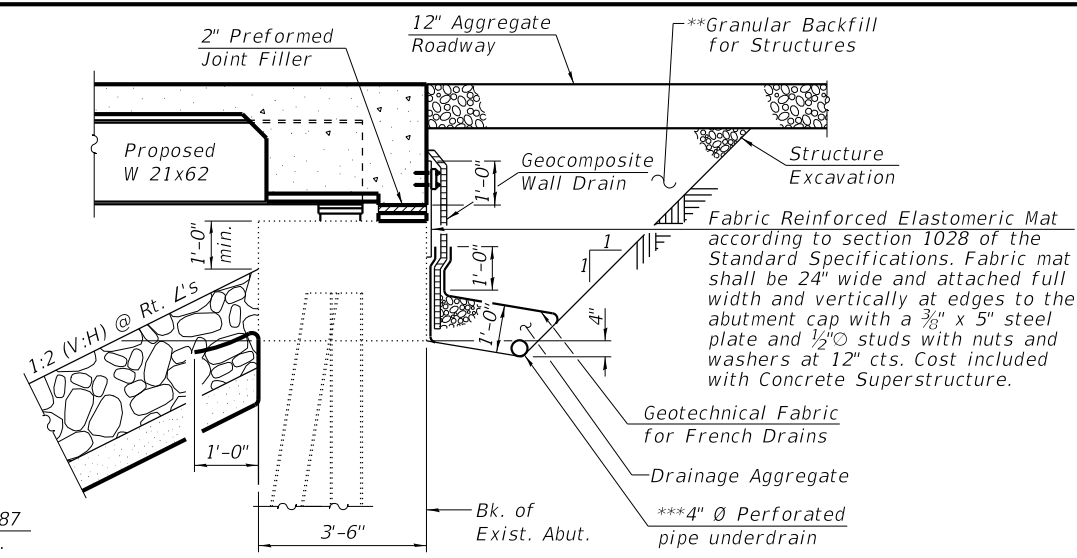 2" Preformed
Joint Filler
12" Aggregate
Roadway
**Granular Backfill
for Structures
Proposed
W 21x62
Geocomposite
Wall Drain
1'-0"
Structure
Excavation
1'-0"
min.
1'-0"
1
1
Fabric Reinforced Elastomeric Mat
according to section 1028 of the
Standard Specifications. Fabric mat
shall be 24" wide and attached full
width and vertically at edges to the
abutment cap with a ⅜" x 5" steel
plate and ½"∅ studs with nuts and
washers at 12" cts. Cost included
with Concrete Superstructure.
1:2 (V:H) @ Rt. ∠'s
1'-0"
4"
Geotechnical Fabric
for French Drains
1'-0"
Drainage Aggregate
87
Bk. of
Exist. Abut.
***4" Ø Perforated
pipe underdrain
3'-6"